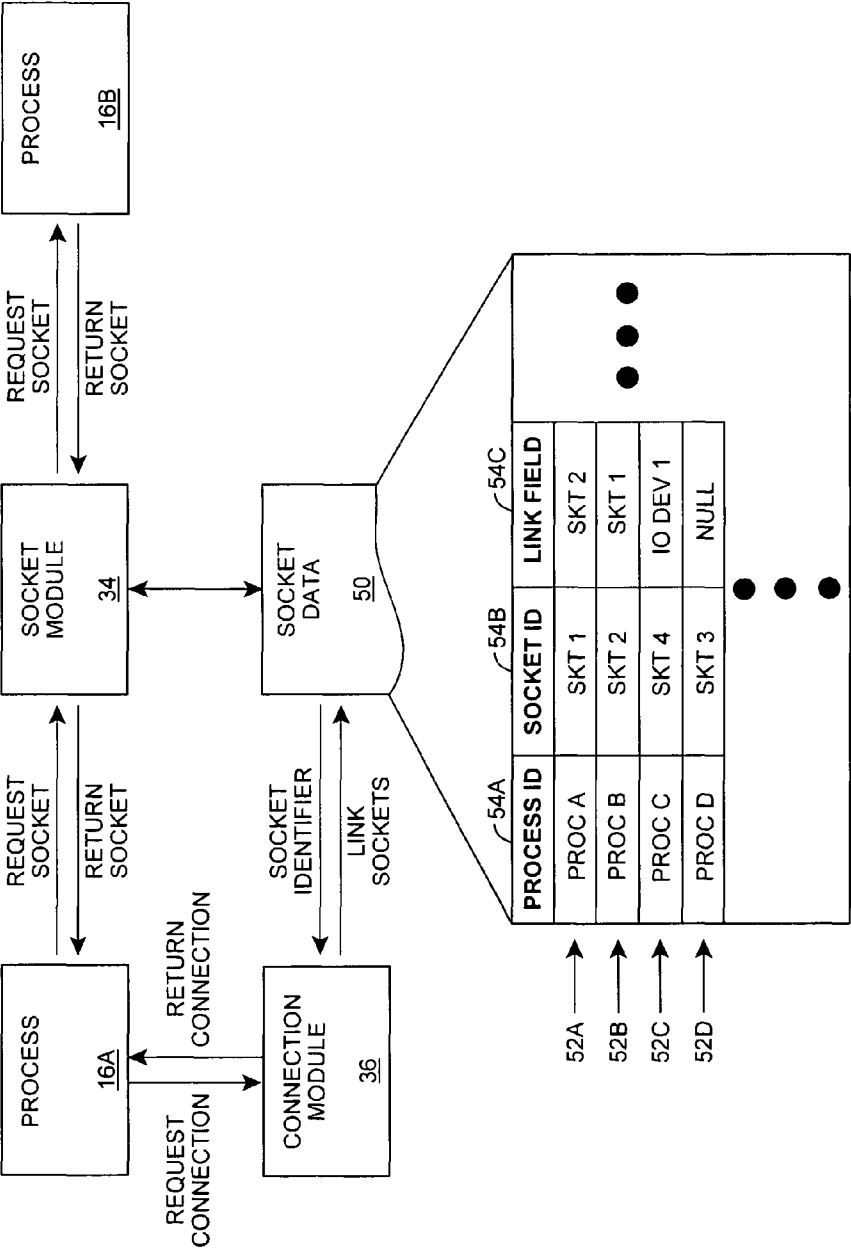 PROCESS
16A
REQUEST
SOCKET
RETURN
SOCKET
SOCKET
MODULE
34
REQUEST
SOCKET
RETURN
SOCKET
PROCESS
16B
REQUEST
CONNECTION
RETURN
CONNECTION
CONNECTION
MODULE
36
SOCKET
IDENTIFIER
LINK
SOCKETS
SOCKET
DATA
50
54A 54B 54C
PROCESS ID SOCKET ID LINK FIELD
52A PROC A SKT 1 SKT 2
52B PROC B SKT 2 SKT 1
52C PROC C SKT 4 IO DEV 1
52D PROC D SKT 3 NULL